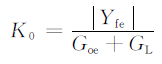 K₀ = |Y_fe| / (G_oe + G_L)